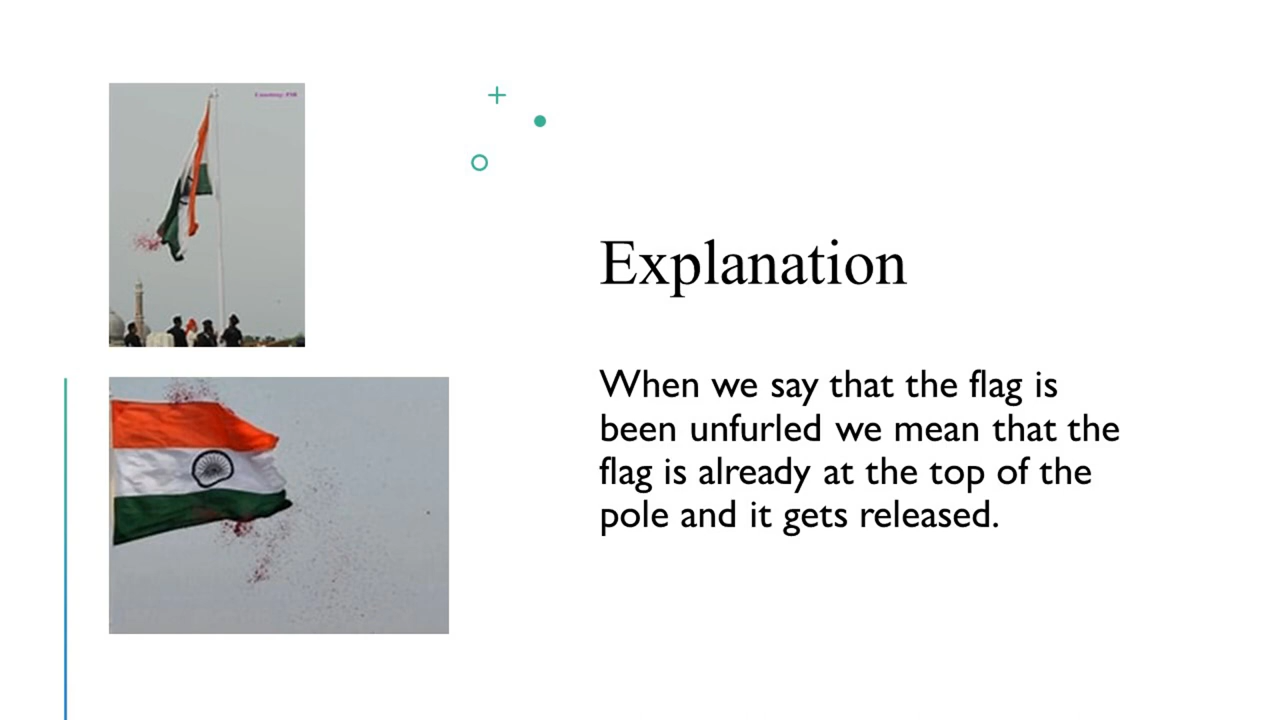 Explanation
When we say that the flag is
been unfurled we mean that the
flag is already at the top of the
pole and it gets released.